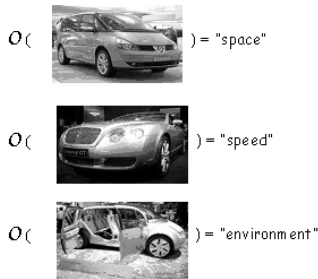 O( ) = "space"
O( ) = "speed"
O( ) = "environment"